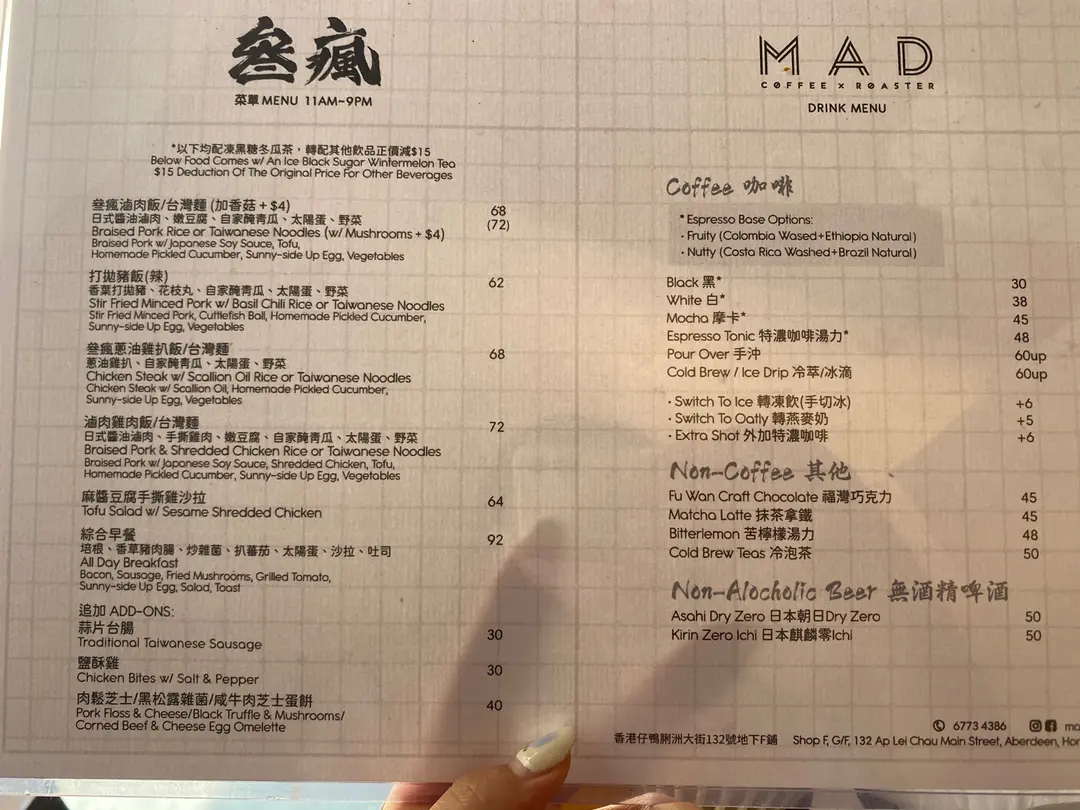 叁瘋
菜單 MENU 11AM~9PM
*以下均配凍黑糖冬瓜茶，轉配其他飲品正價減$15
Below Food Comes w/ An Ice Black Sugar Wintermelon Tea
$15 Deduction Of The Original Price For Other Beverages
叁瘋滷肉飯/台灣麵 (加香菇 + $4) 68
日式醬油滷肉、嫩豆腐、自家醃青瓜、太陽蛋、野菜 (72)
Braised Pork Rice or Taiwanese Noodles (w/ Mushrooms + $4)
Braised Pork w/ Japanese Soy Sauce, Tofu,
Homemade Pickled Cucumber, Sunny-side Up Egg, Vegetables
打拋豬飯(辣) 62
香葉打拋豬、花枝丸、自家醃青瓜、太陽蛋、野菜
Stir Fried Minced Pork w/ Basil Chili Rice or Taiwanese Noodles
Stir Fried Minced Pork, Cuttlefish Ball, Homemade Pickled Cucumber,
Sunny-side Up Egg, Vegetables
叁瘋蔥油雞扒飯/台灣麵 68
蔥油雞扒、自家醃青瓜、太陽蛋、野菜
Chicken Steak w/ Scallion Oil Rice or Taiwanese Noodles
Chicken Steak w/ Scallion Oil, Homemade Pickled Cucumber,
Sunny-side Up Egg, Vegetables
滷肉雞肉飯/台灣麵 72
日式醬油滷肉、手撕雞肉、嫩豆腐、自家醃青瓜、太陽蛋、野菜
Braised Pork & Shredded Chicken Rice or Taiwanese Noodles
Braised Pork w/ Japanese Soy Sauce, Shredded Chicken, Tofu,
Homemade Pickled Cucumber, Sunny-side Up Egg, Vegetables
麻醬豆腐手撕雞沙拉 64
Tofu Salad w/ Sesame Shredded Chicken
綜合早餐 92
培根、香草豬肉腸、炒雜菌、扒蕃茄、太陽蛋、沙拉、吐司
All Day Breakfast
Bacon, Sausage, Fried Mushrooms, Grilled Tomato,
Sunny-side Up Egg, Salad, Toast
追加 ADD-ONS:
蒜片台腸 30
Traditional Taiwanese Sausage
鹽酥雞 30
Chicken Bites w/ Salt & Pepper
肉鬆芝士/黑松露雜菌/咸牛肉芝士蛋餅 40
Pork Floss & Cheese/Black Truffle & Mushrooms/
Corned Beef & Cheese Egg Omelette
MAD
COFFEE x ROASTER
DRINK MENU
Coffee 咖啡
*Espresso Base Options:
· Fruity (Colombia Wased+Ethiopia Natural)
· Nutty (Costa Rica Washed+Brazil Natural)
Black 黑* 30
White 白* 38
Mocha 摩卡* 45
Espresso Tonic 特濃咖啡湯力* 48
Pour Over 手沖 60up
Cold Brew / Ice Drip 冷萃/冰滴 60up
· Switch To Ice 轉凍飲(手切冰) +6
· Switch To Oatly 轉燕麥奶 +5
· Extra Shot 外加特濃咖啡 +6
Non-Coffee 其他
Fu Wan Craft Chocolate 福灣巧克力 45
Matcha Latte 抹茶拿鐵 45
Bitterlemon 苦檸檬湯力 48
Cold Brew Teas 冷泡茶 50
Non-Alocholic Beer 無酒精啤酒
Asahi Dry Zero 日本朝日Dry Zero 50
Kirin Zero Ichi 日本麒麟零Ichi 50
6773 4386
香港仔鴨脷洲大街132號地下F鋪 Shop F, G/F, 132 Ap Lei Chau Main Street, Aberdeen,